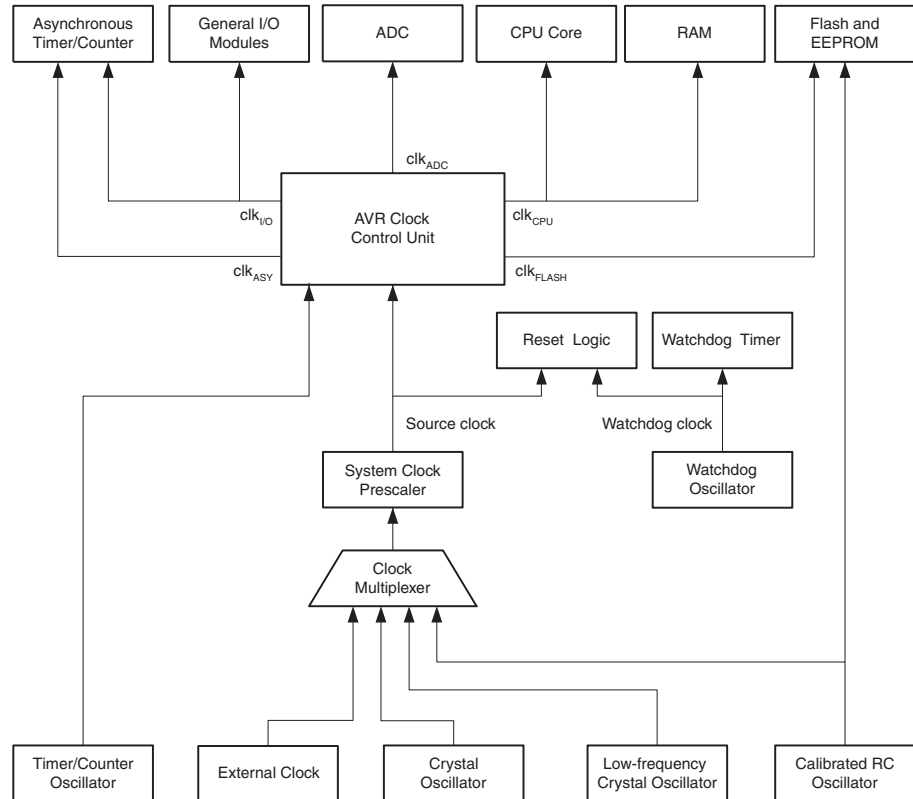 Asynchronous
Timer/Counter
General I/O
Modules
ADC
CPU Core
RAM
Flash and
EEPROM
clkADC
clkI/O
AVR Clock
Control Unit
clkCPU
clkASY
clkFLASH
Reset Logic
Watchdog Timer
Source clock
Watchdog clock
System Clock
Prescaler
Watchdog
Oscillator
Clock
Multiplexer
Timer/Counter
Oscillator
External Clock
Crystal
Oscillator
Low-frequency
Crystal Oscillator
Calibrated RC
Oscillator